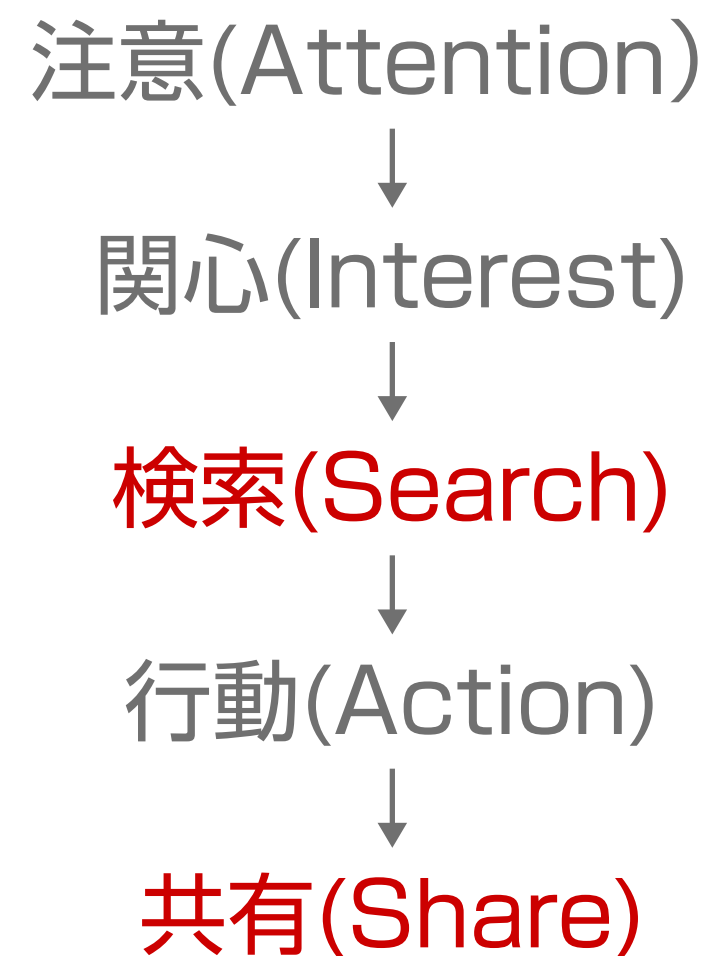 注意(Attention）
関心(Interest)
検索(Search)
行動(Action)
共有(Share)